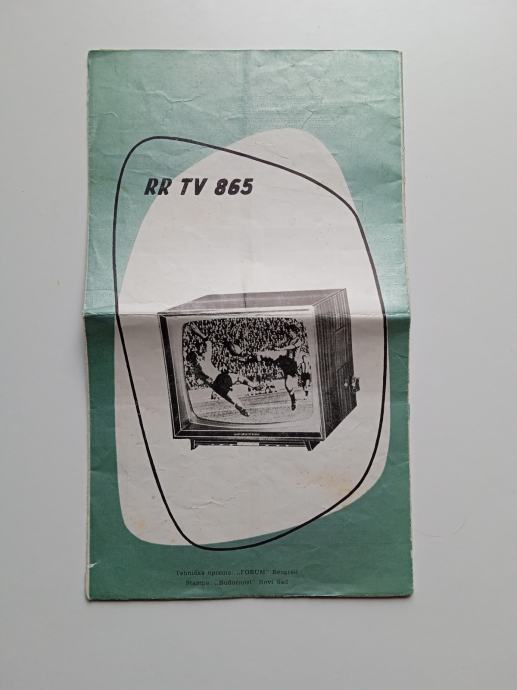 RR TV 865
Tehnička oprema: „FORUM" Beograd
Štampa: „Budućnost" Novi Sad